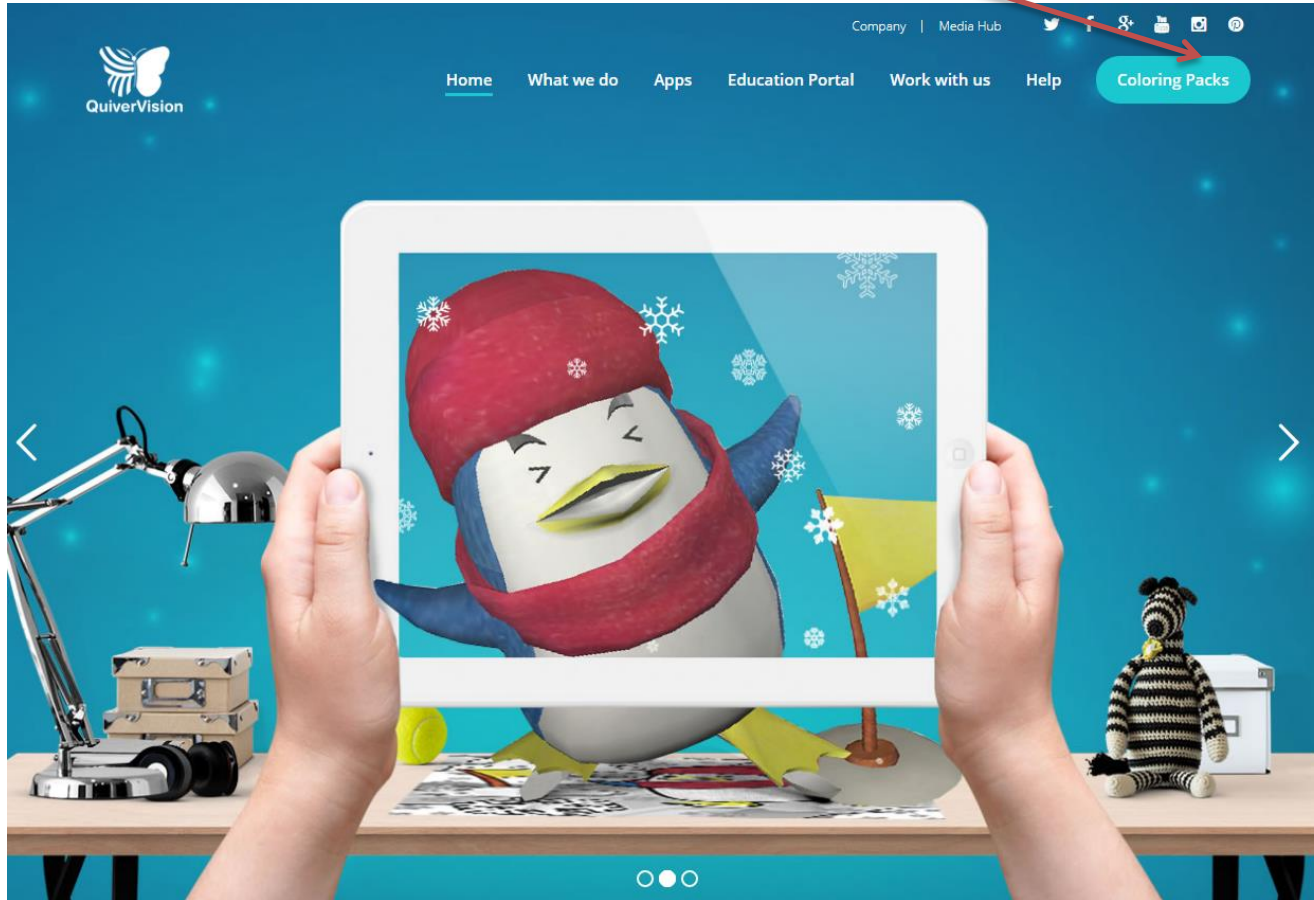 Company | Media Hub
QuiverVision
Home What we do Apps Education Portal Work with us Help Coloring Packs